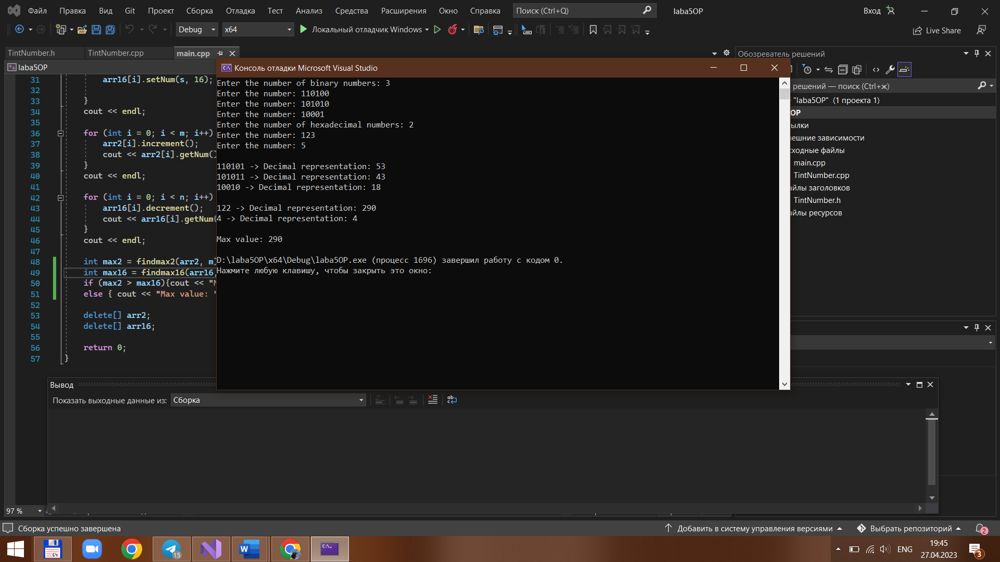 Файл Правка Вид Git Проект Сборка Отладка Тест Анализ Средства Расширения Окно Справка Поиск (Ctrl+Q) laba5OP Вход
Debug x64 Локальный отладчик Windows Live Share
TintNumber.h TintNumber.cpp main.cpp
laba5OP
31 arr16[i].setNum(s, 16);
32
33 }
34 cout << endl;
35
36 for (int i = 0; i < m; i++)
37 arr2[i].increment();
38 cout << arr2[i].getNum()
39 }
40 cout << endl;
41
42 for (int i = 0; i < n; i++)
43 arr16[i].decrement();
44 cout << arr16[i].getNum(
45 }
46 cout << endl;
47
48 int max2 = findmax2(arr2, m)
49 int max16 = findmax16(arr16,
50 if (max2 > max16){cout << "M
51 else { cout << "Max value: "
52
53 delete[] arr2;
54 delete[] arr16;
55
56 return 0;
57 }
97 %
Консоль отладки Microsoft Visual Studio
Enter the number of binary numbers: 3
Enter the number: 110100
Enter the number: 101010
Enter the number: 10001
Enter the number of hexadecimal numbers: 2
Enter the number: 123
Enter the number: 5
110101 -> Decimal representation: 53
101011 -> Decimal representation: 43
10010 -> Decimal representation: 18
122 -> Decimal representation: 290
4 -> Decimal representation: 4
Max value: 290
D:\laba5OP\x64\Debug\laba5OP.exe (процесс 1696) завершил работу с кодом 0.
Нажмите любую клавишу, чтобы закрыть это окно:
Обозреватель решений
решений — поиск (Ctrl+ж)
"laba5OP" (1 проекта 1)
OP
ылки
ешние зависимости
ходные файлы
main.cpp
TintNumber.cpp
айлы заголовков
TintNumber.h
айлы ресурсов
Вывод
Показать выходные данные из: Сборка
Сборка успешно завершена Добавить в систему управления версиями Выбрать репозиторий 2
64: 15 W C:\_ ENG 19:45
27.04.2023 3